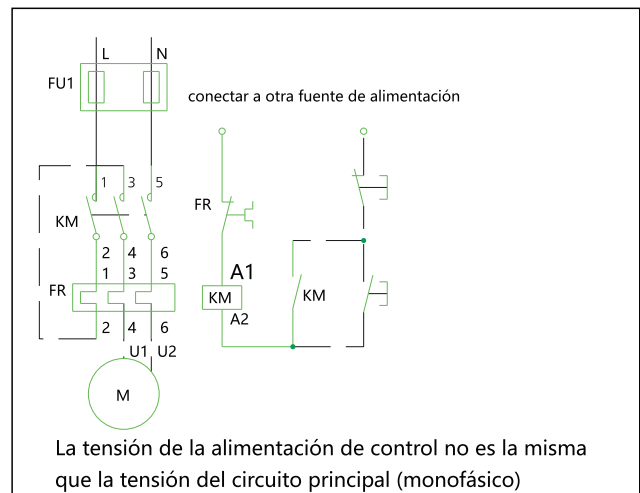 L N
FU1
conectar a otra fuente de alimentación
1 3 5
KM
FR
2 4 6
1 3 5
FR
A1
KM
A2
KM
2 4 6
U1 U2
M
La tensión de la alimentación de control no es la misma
que la tensión del circuito principal (monofásico)